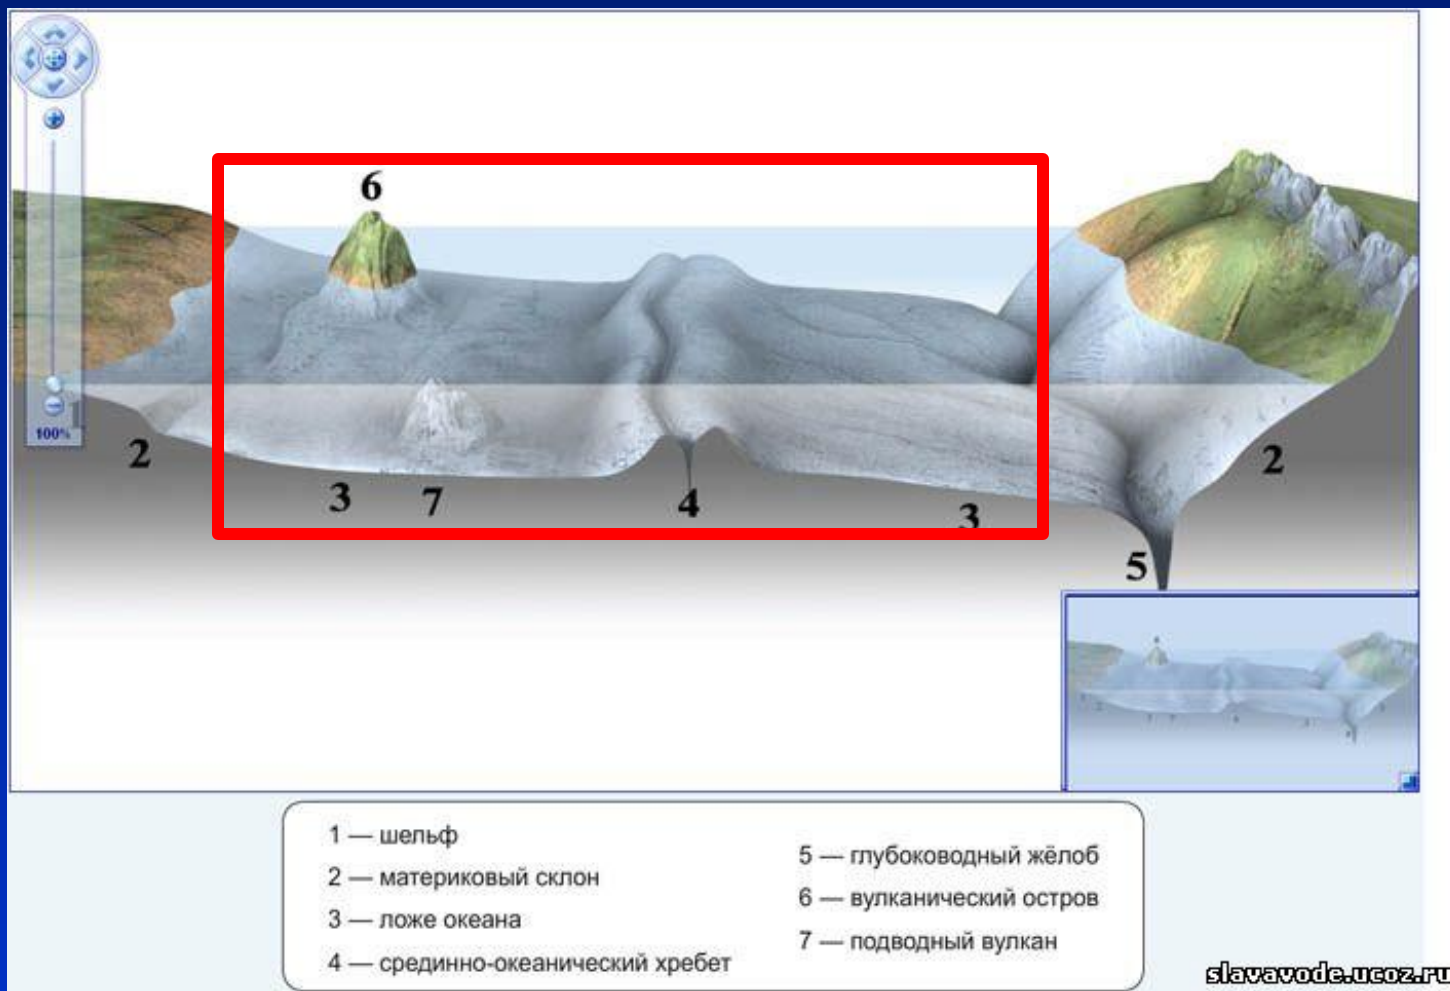 6
1
100%
2
3
7
4
3
2
5
1 — шельф
2 — материковый склон
3 — ложе океана
4 — срединно-океанический хребет
5 — глубоководный жёлоб
6 — вулканический остров
7 — подводный вулкан
slavavode.ucoz.ru